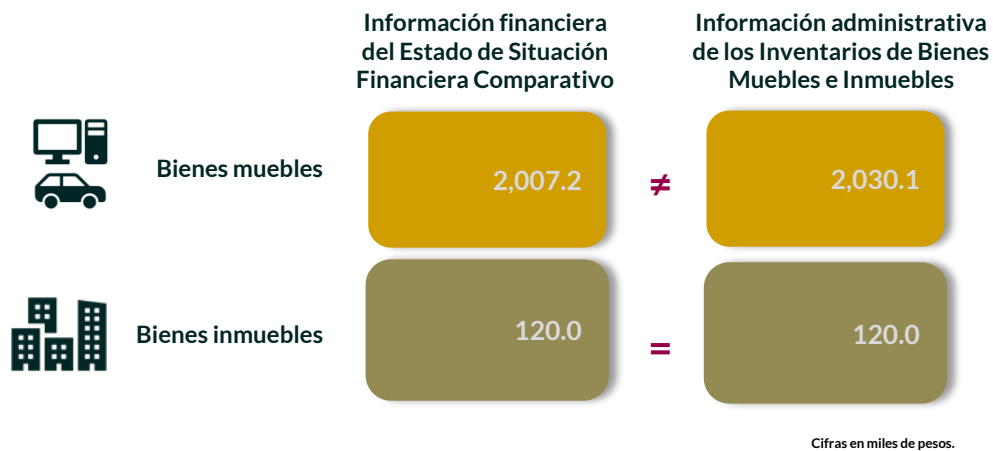 Información financiera
del Estado de Situación
Financiera Comparativo
Información administrativa
de los Inventarios de Bienes
Muebles e Inmuebles
Bienes muebles
2,007.2
≠
2,030.1
Bienes inmuebles
120.0
=
120.0
Cifras en miles de pesos.